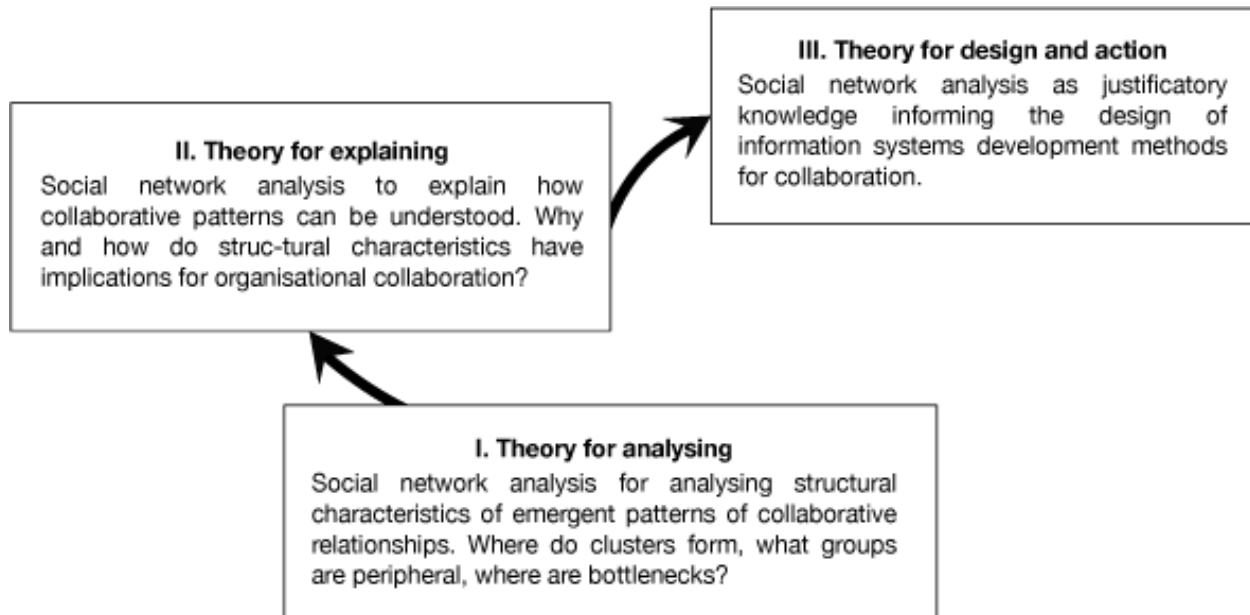 III. Theory for design and action
Social network analysis as justificatory
knowledge informing the design of
information systems development methods
for collaboration.
II. Theory for explaining
Social network analysis to explain how
collaborative patterns can be understood. Why
and how do struc-tural characteristics have
implications for organisational collaboration?
I. Theory for analysing
Social network analysis for analysing structural
characteristics of emergent patterns of collaborative
relationships. Where do clusters form, what groups
are peripheral, where are bottlenecks?